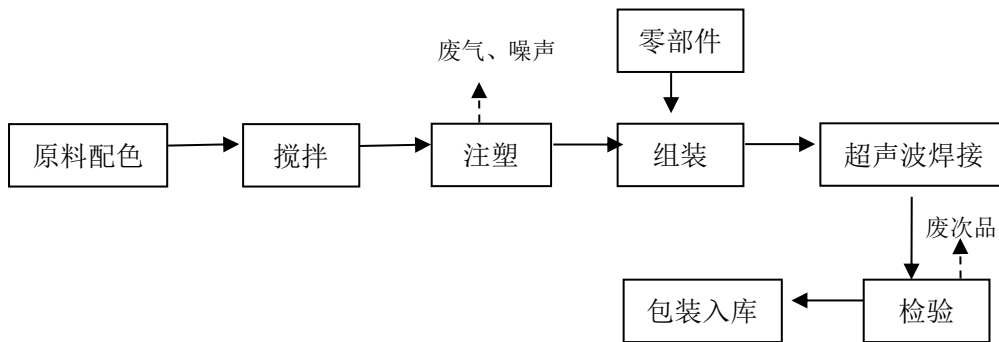 零部件
废气、噪声
原料配色
搅拌
注塑
组装
超声波焊接
废次品
包装入库
检验